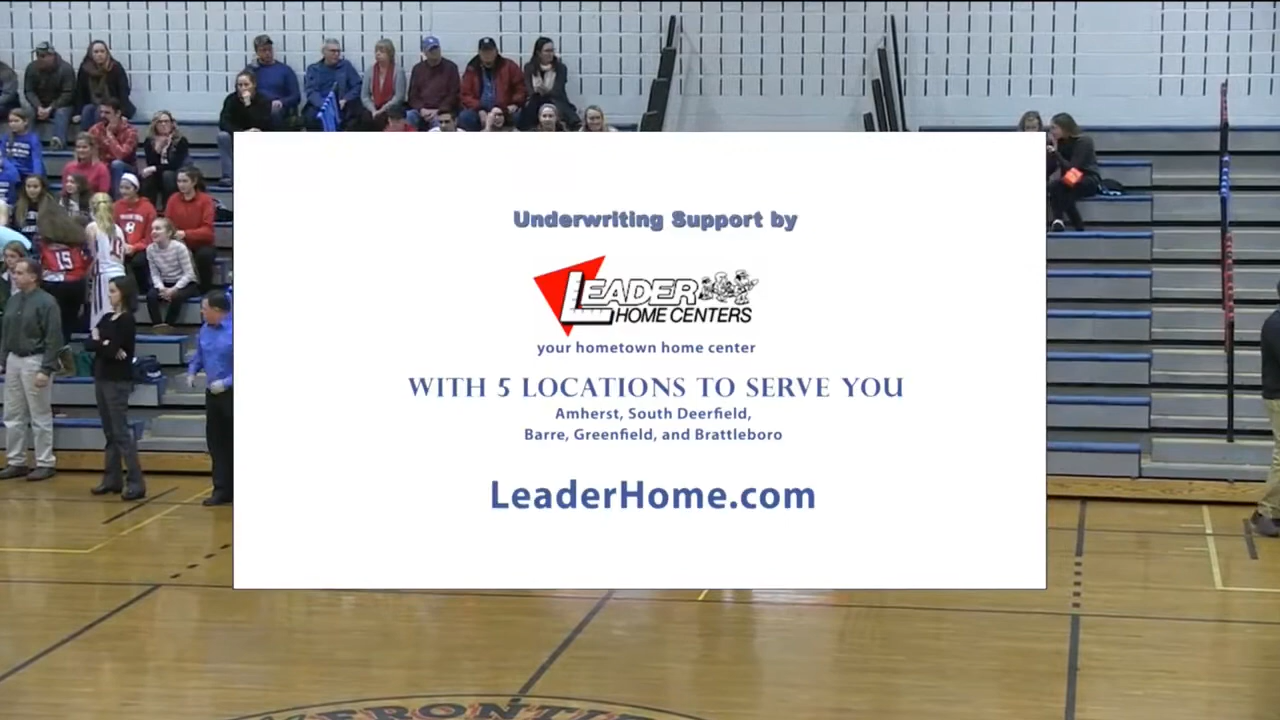 15
Underwriting Support by
LEADER
HOME CENTERS
your hometown home center
WITH 5 LOCATIONS TO SERVE YOU
Amherst, South Deerfield,
Barre, Greenfield, and Brattleboro
LeaderHome.com